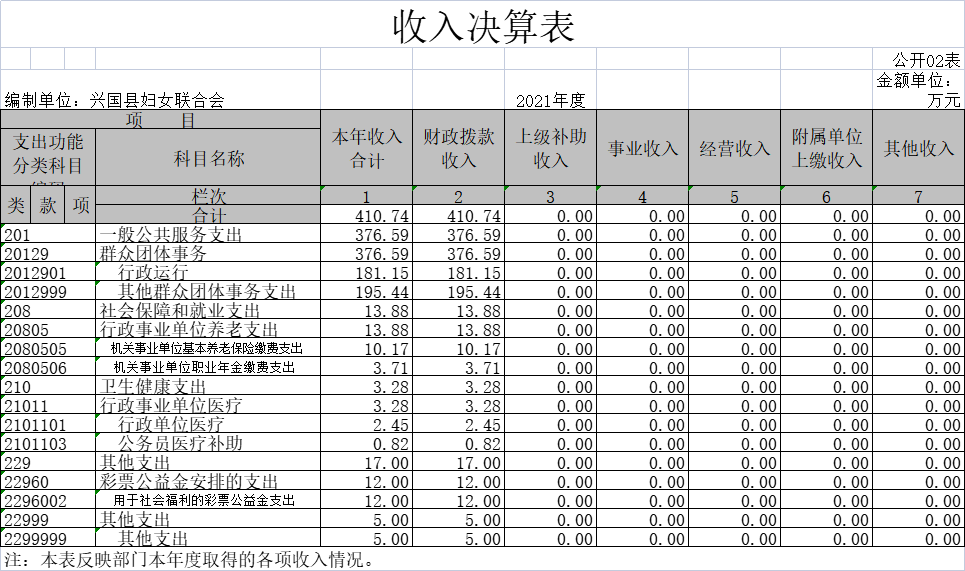 收入决算表
公开02表
金额单位：
编制单位：兴国县妇女联合会 2021年度 万元
项 目
支出功能
分类科目
科目名称
本年收入
合计
财政拨款
收入
上级补助
收入
事业收入
经营收入
附属单位
上缴收入
其他收入
类 款 项 栏次 1 2 3 4 5 6 7
合计 410.74 410.74 0.00 0.00 0.00 0.00 0.00
201 一般公共服务支出 376.59 376.59 0.00 0.00 0.00 0.00 0.00
20129 群众团体事务 376.59 376.59 0.00 0.00 0.00 0.00 0.00
2012901 行政运行 181.15 181.15 0.00 0.00 0.00 0.00 0.00
2012999 其他群众团体事务支出 195.44 195.44 0.00 0.00 0.00 0.00 0.00
208 社会保障和就业支出 13.88 13.88 0.00 0.00 0.00 0.00 0.00
20805 行政事业单位养老支出 13.88 13.88 0.00 0.00 0.00 0.00 0.00
2080505 机关事业单位基本养老保险缴费支出 10.17 10.17 0.00 0.00 0.00 0.00 0.00
2080506 机关事业单位职业年金缴费支出 3.71 3.71 0.00 0.00 0.00 0.00 0.00
210 卫生健康支出 3.28 3.28 0.00 0.00 0.00 0.00 0.00
21011 行政事业单位医疗 3.28 3.28 0.00 0.00 0.00 0.00 0.00
2101101 行政单位医疗 2.45 2.45 0.00 0.00 0.00 0.00 0.00
2101103 公务员医疗补助 0.82 0.82 0.00 0.00 0.00 0.00 0.00
229 其他支出 17.00 17.00 0.00 0.00 0.00 0.00 0.00
22960 彩票公益金安排的支出 12.00 12.00 0.00 0.00 0.00 0.00 0.00
2296002 用于社会福利的彩票公益金支出 12.00 12.00 0.00 0.00 0.00 0.00 0.00
22999 其他支出 5.00 5.00 0.00 0.00 0.00 0.00 0.00
2299999 其他支出 5.00 5.00 0.00 0.00 0.00 0.00 0.00
注：本表反映部门本年度取得的各项收入情况。